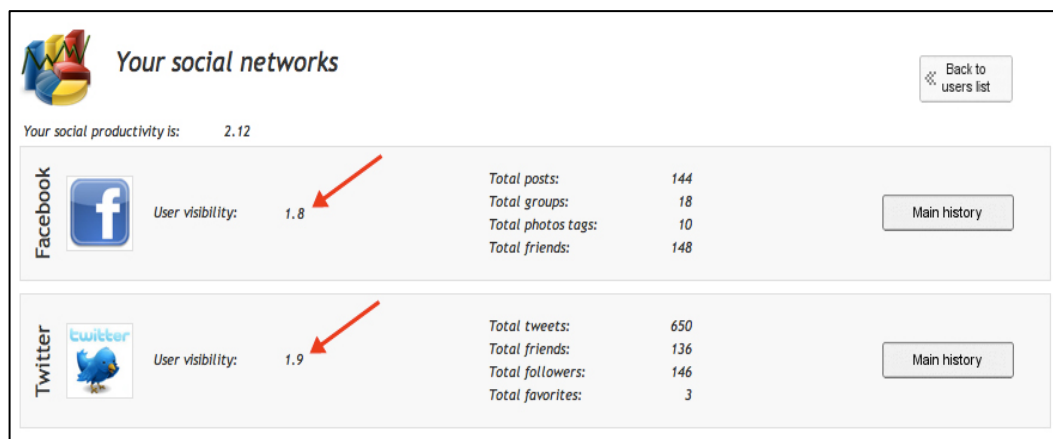 Your social networks
Back to
users list
Your social productivity is: 2.12
Facebook
f
User visibility: 1.8
Total posts: 144
Total groups: 18
Total photos tags: 10
Total friends: 148
Main history
Twitter
twitter
User visibility: 1.9
Total tweets: 650
Total friends: 136
Total followers: 146
Total favorites: 3
Main history